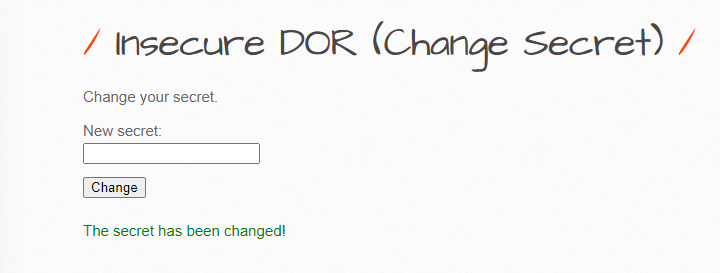 / Insecure DOR (Change Secret) /
Change your secret.
New secret:
Change
The secret has been changed!